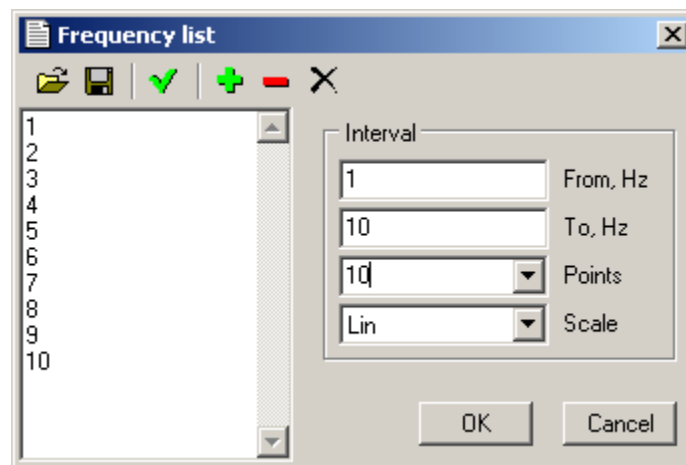 Frequency list
1
2
3
4
5
6
7
8
9
10
Interval
1 From, Hz
10 To, Hz
10 Points
Lin Scale
OK Cancel